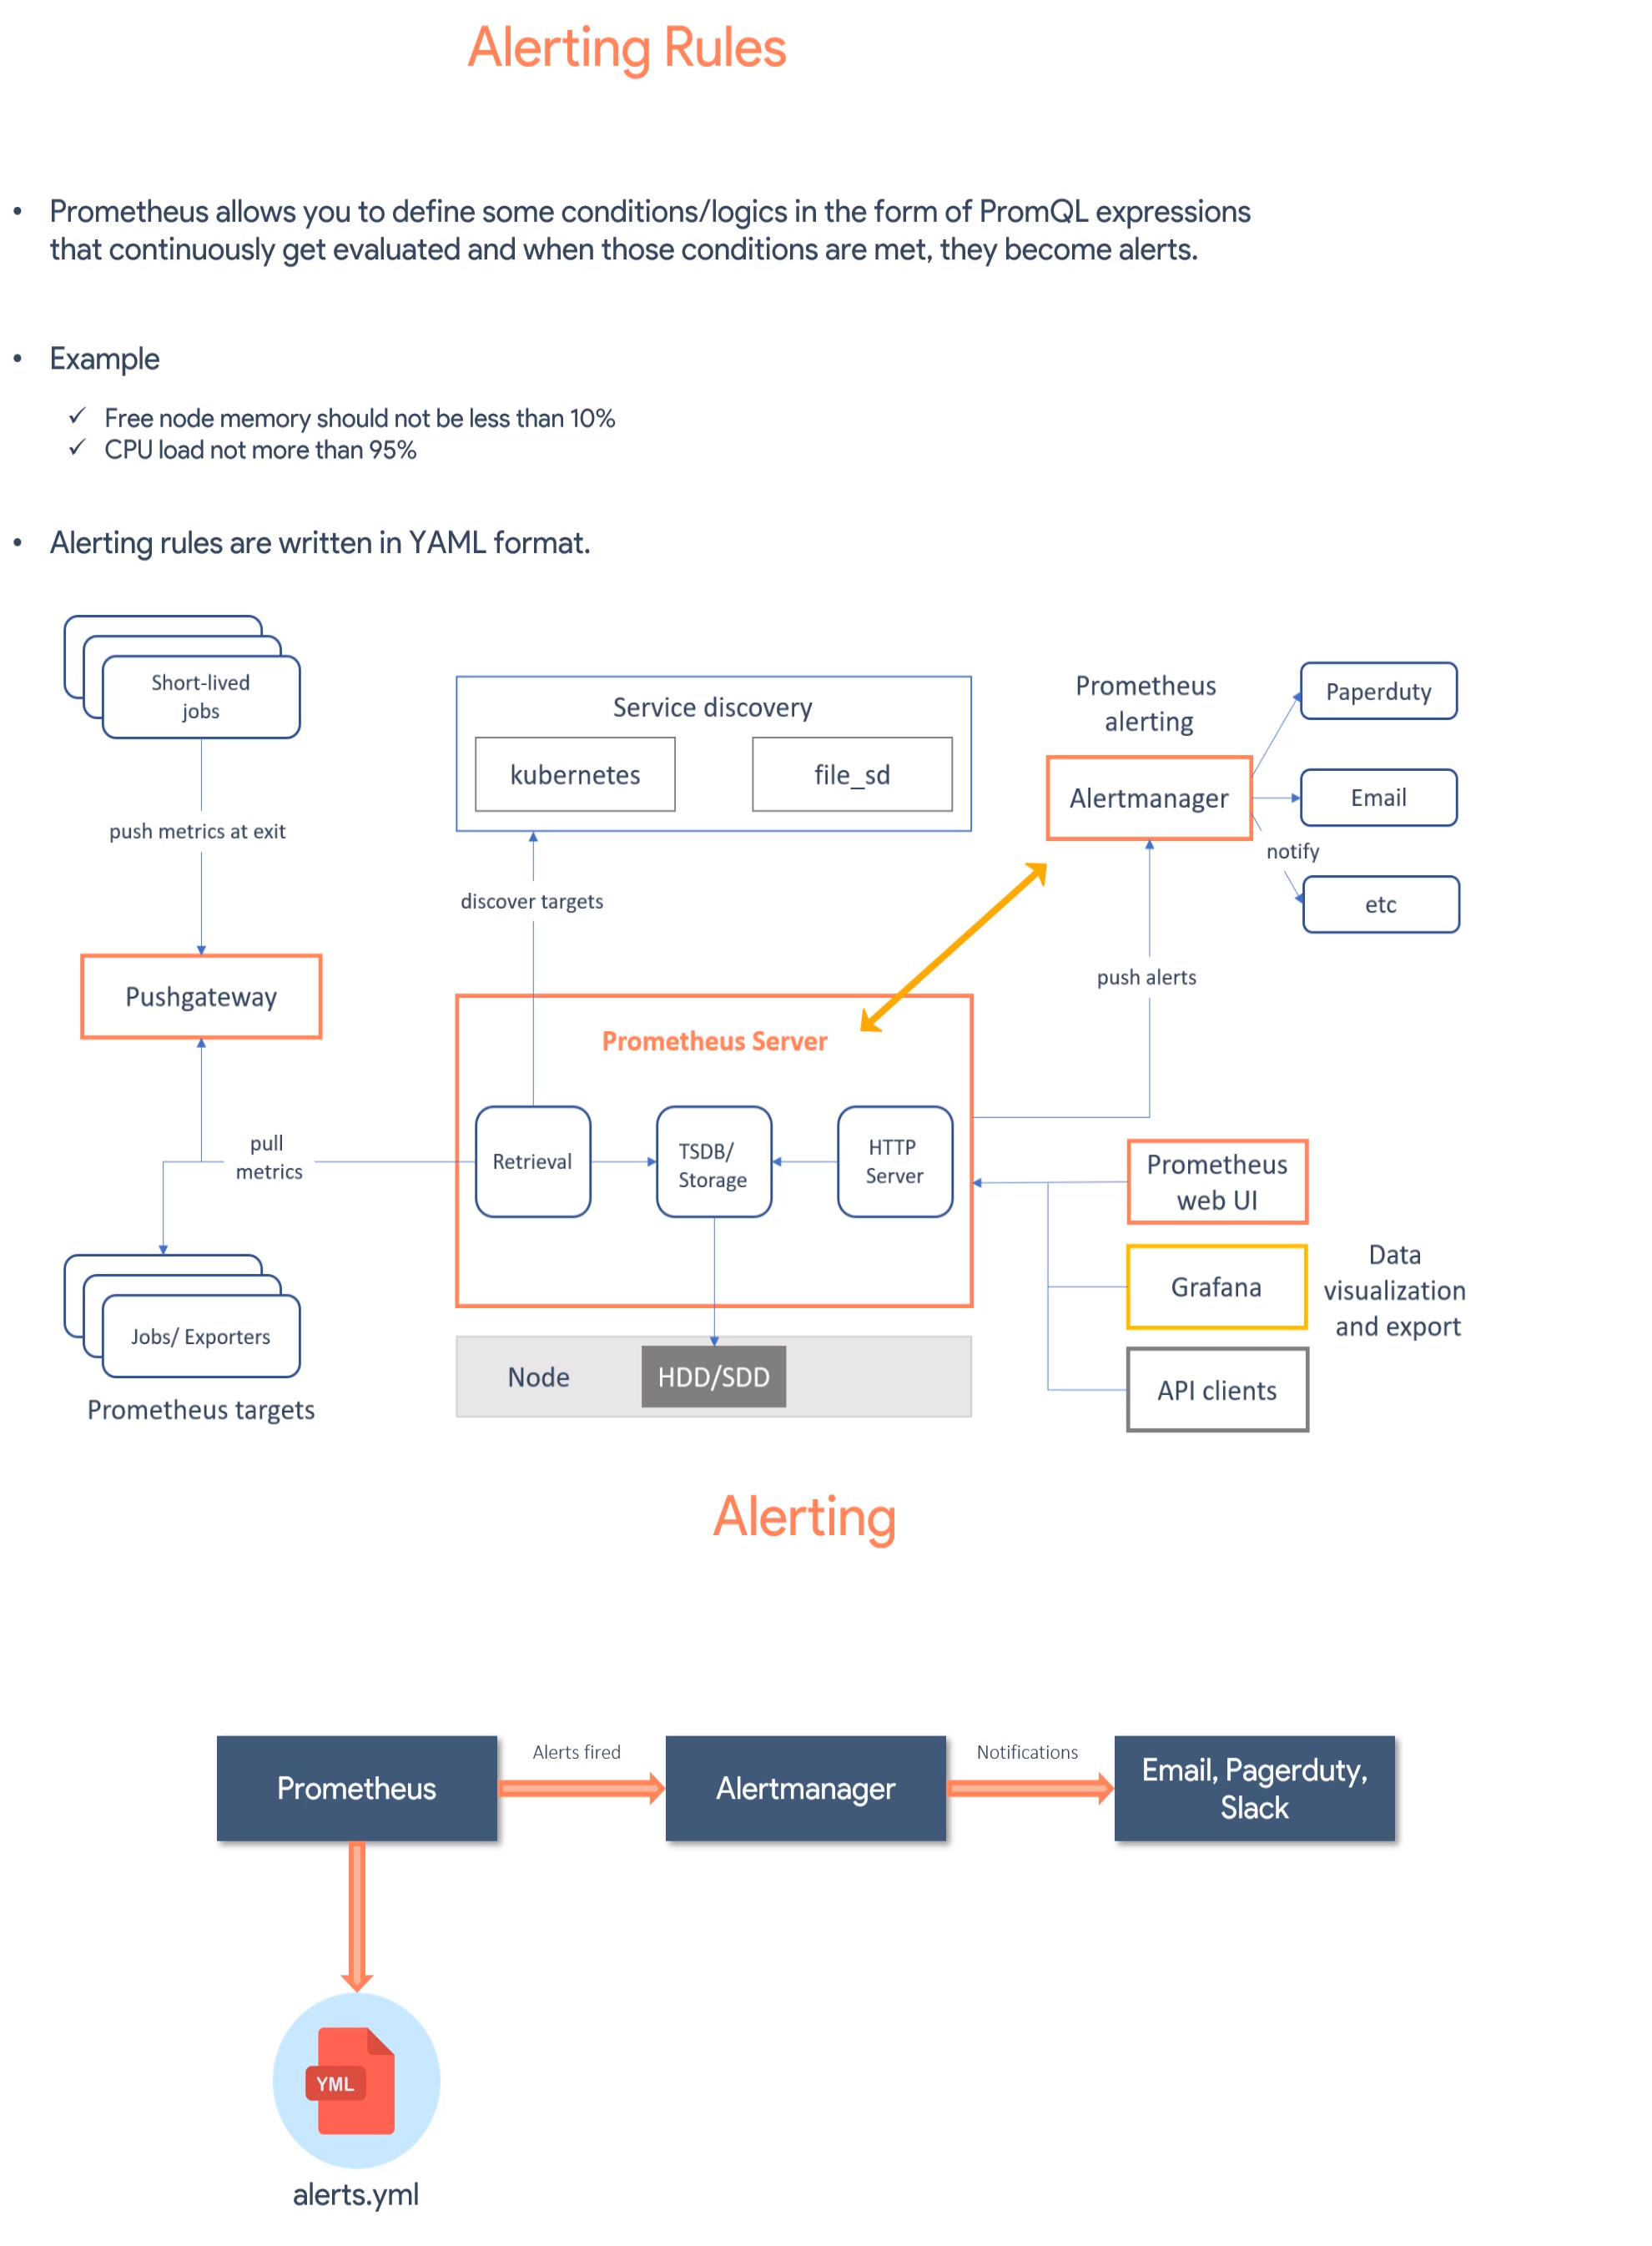 Alerting Rules
• Prometheus allows you to define some conditions/logics in the form of PromQL expressions
that continuously get evaluated and when those conditions are met, they become alerts.
• Example
✓ Free node memory should not be less than 10%
✓ CPU load not more than 95%
• Alerting rules are written in YAML format.
Short-lived
jobs
push metrics at exit
Pushgateway
pull
metrics
Jobs/ Exporters
Prometheus targets
Service discovery
kubernetes
file_sd
discover targets
Prometheus Server
Retrieval
TSDB/
Storage
HTTP
Server
Node
HDD/SDD
Prometheus
alerting
Alertmanager
Paperduty
Email
notify
etc
push alerts
Prometheus
web UI
Grafana
API clients
Data
visualization
and export
Alerting
Prometheus
Alerts fired
Alertmanager
Notifications
Email, Pagerduty,
Slack
YML
alerts.yml